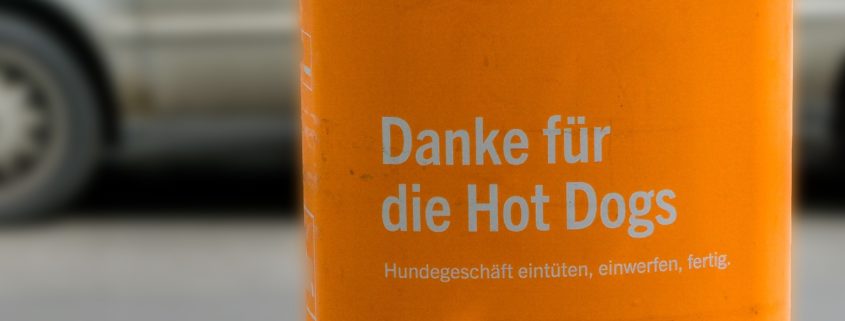 Danke für
die Hot Dogs
Hundegeschäft eintüten, einwerfen, fertig.